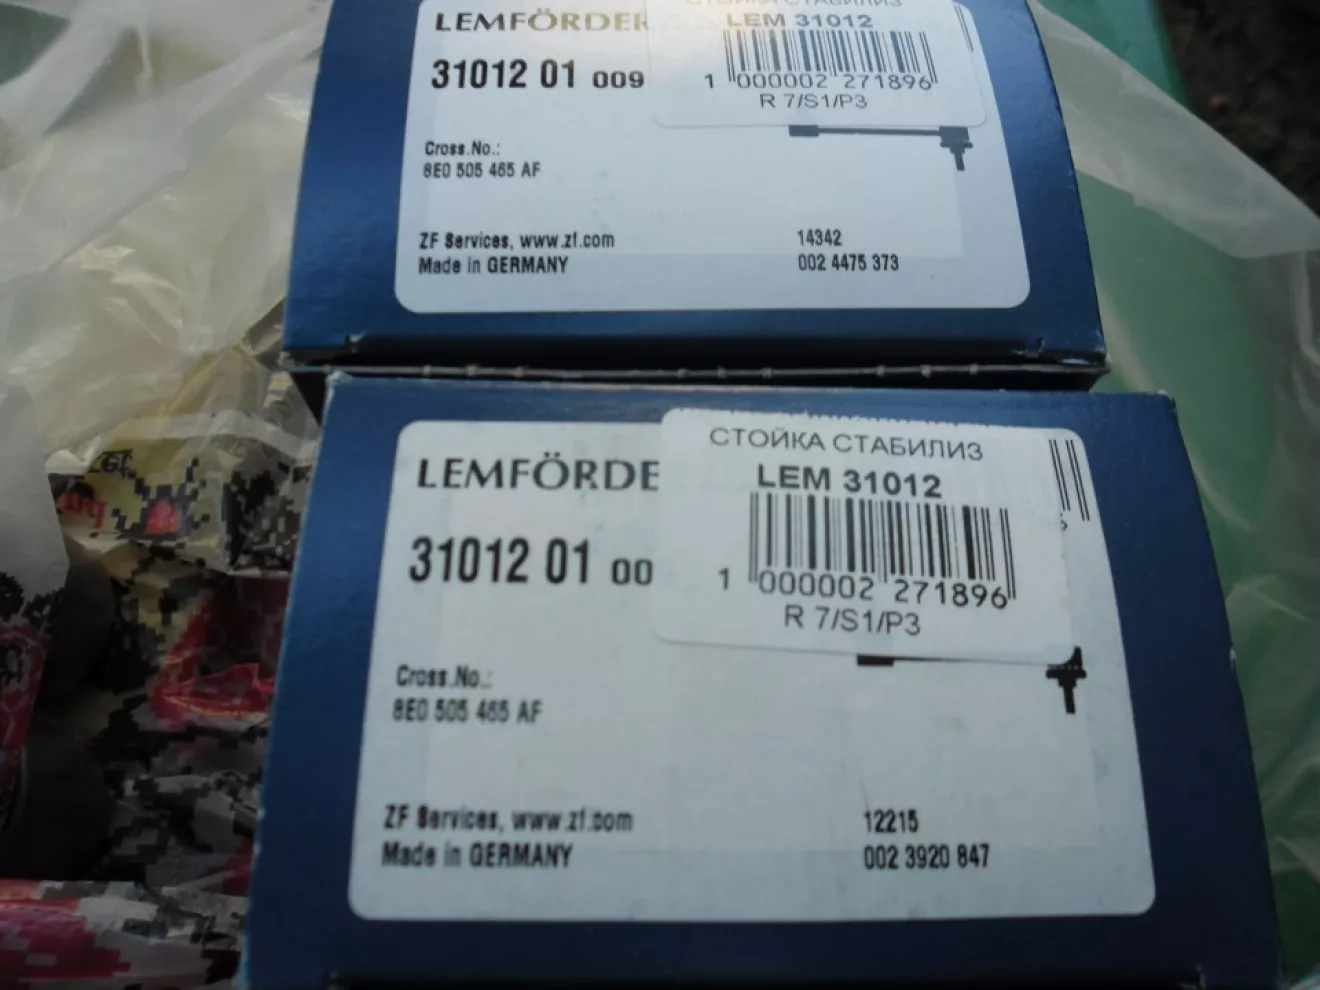 СТОЙКА СТАБИЛИЗ
LEMFÖRDER
LEM 31012
31012 01 009
1 000002 271896
R 7/S1/P3
Cross.No.:
8E0 505 465 AF
ZF Services, www.zf.com
14342
Made in GERMANY
002 4475 373
СТОЙКА СТАБИЛИЗ
LEMFÖRDE
LEM 31012
31012 01 00
1 000002 271896
R 7/S1/P3
Cross.No.:
8E0 505 465 AF
ZF Services, www.zf.com
12215
Made in GERMANY
002 3920 847